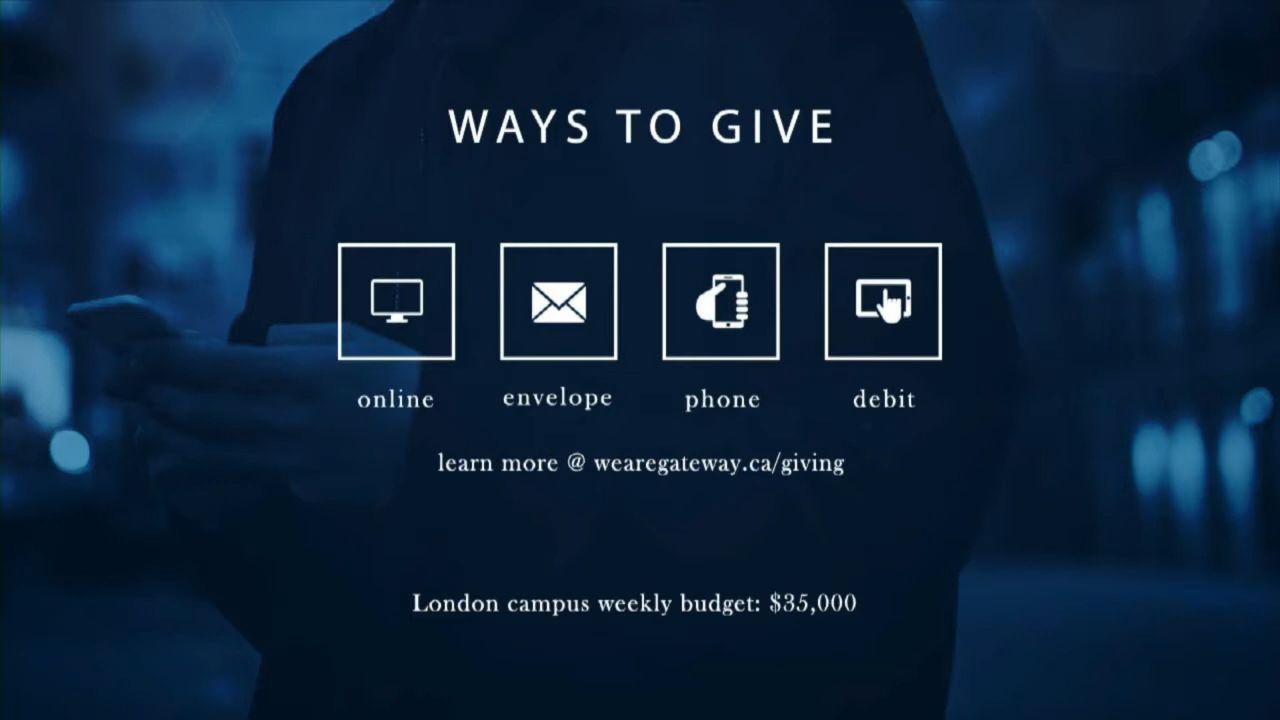 WAYS TO GIVE
online envelope phone debit
learn more @ wearegateway.ca/giving
London campus weekly budget: $35,000